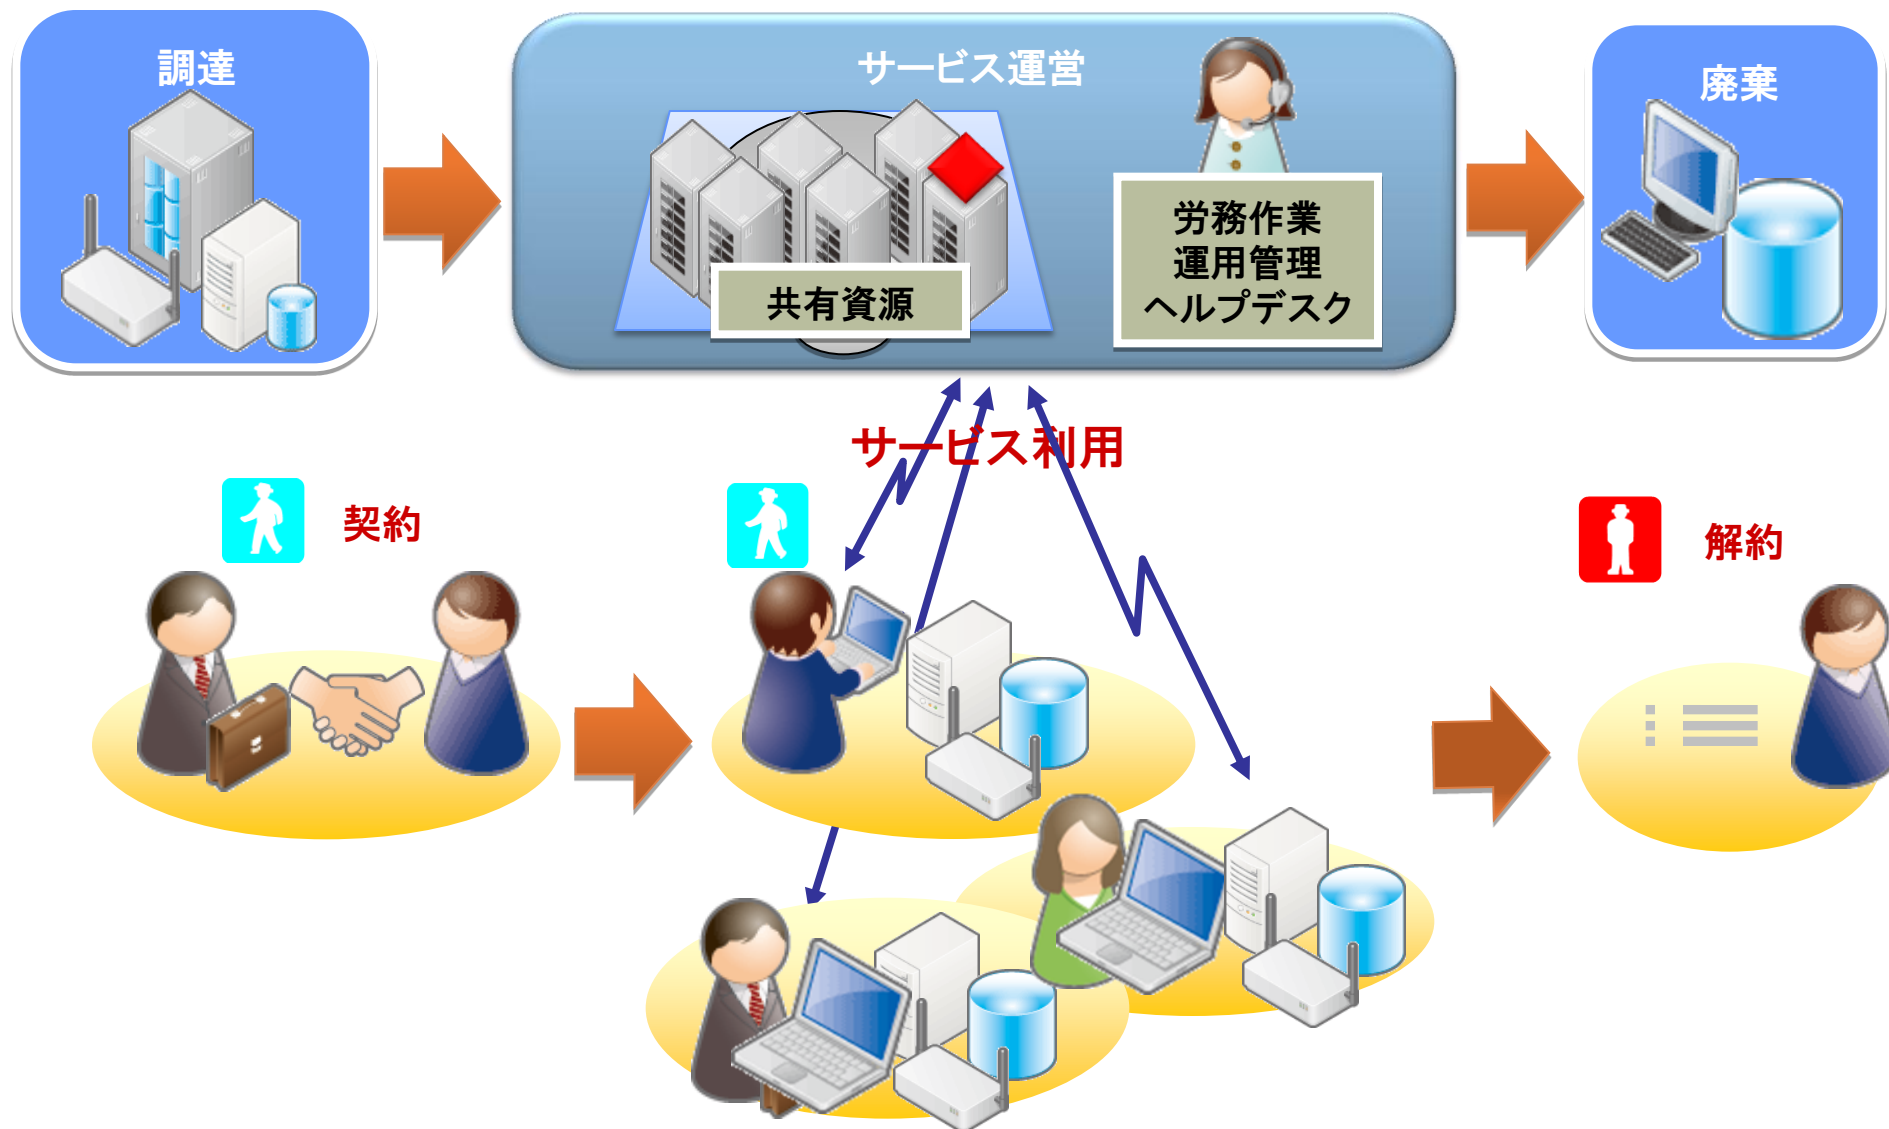 調達
サービス運営
廃棄
労務作業
運用管理
ヘルプデスク
共有資源
サービス利用
契約
解約